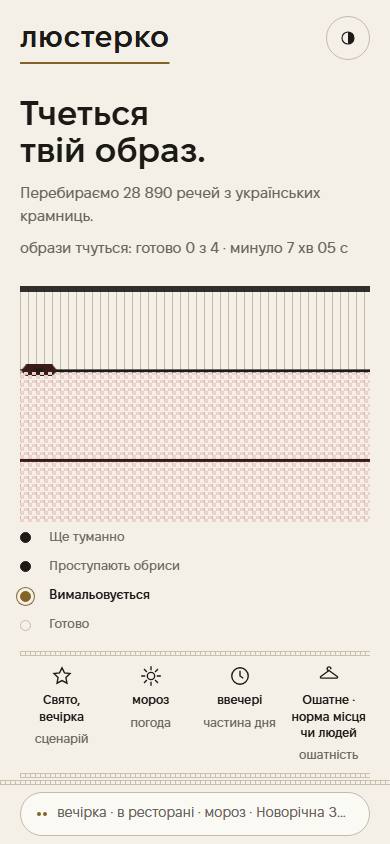 люстерко
Тчеться
твій образ.
Перебираємо 28 890 речей з українських
крамниць.
образи тчуться: готово 0 з 4 · минуло 7 хв 05 с
Ще туманно
Проступають обриси
Вимальовується
Готово
Свято,
вечірка
сценарій
мороз
погода
ввечері
частина дня
Ошатне ·
норма місця
чи людей
ошатність
вечірка · в ресторані · мороз · Новорічна З...